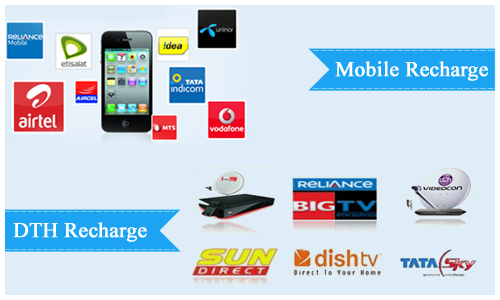 RELIANCE
Mobile
etisalat
!dea
uninor
Mobile Recharge
airtel
AIRCEL
TATA
INDICOM
MTS
vodafone
DTH Recharge
RELIANCE
BIG TV
VIDEOCON
SUN
DIRECT
dishtv
Direct To Your Home
TATA Sky